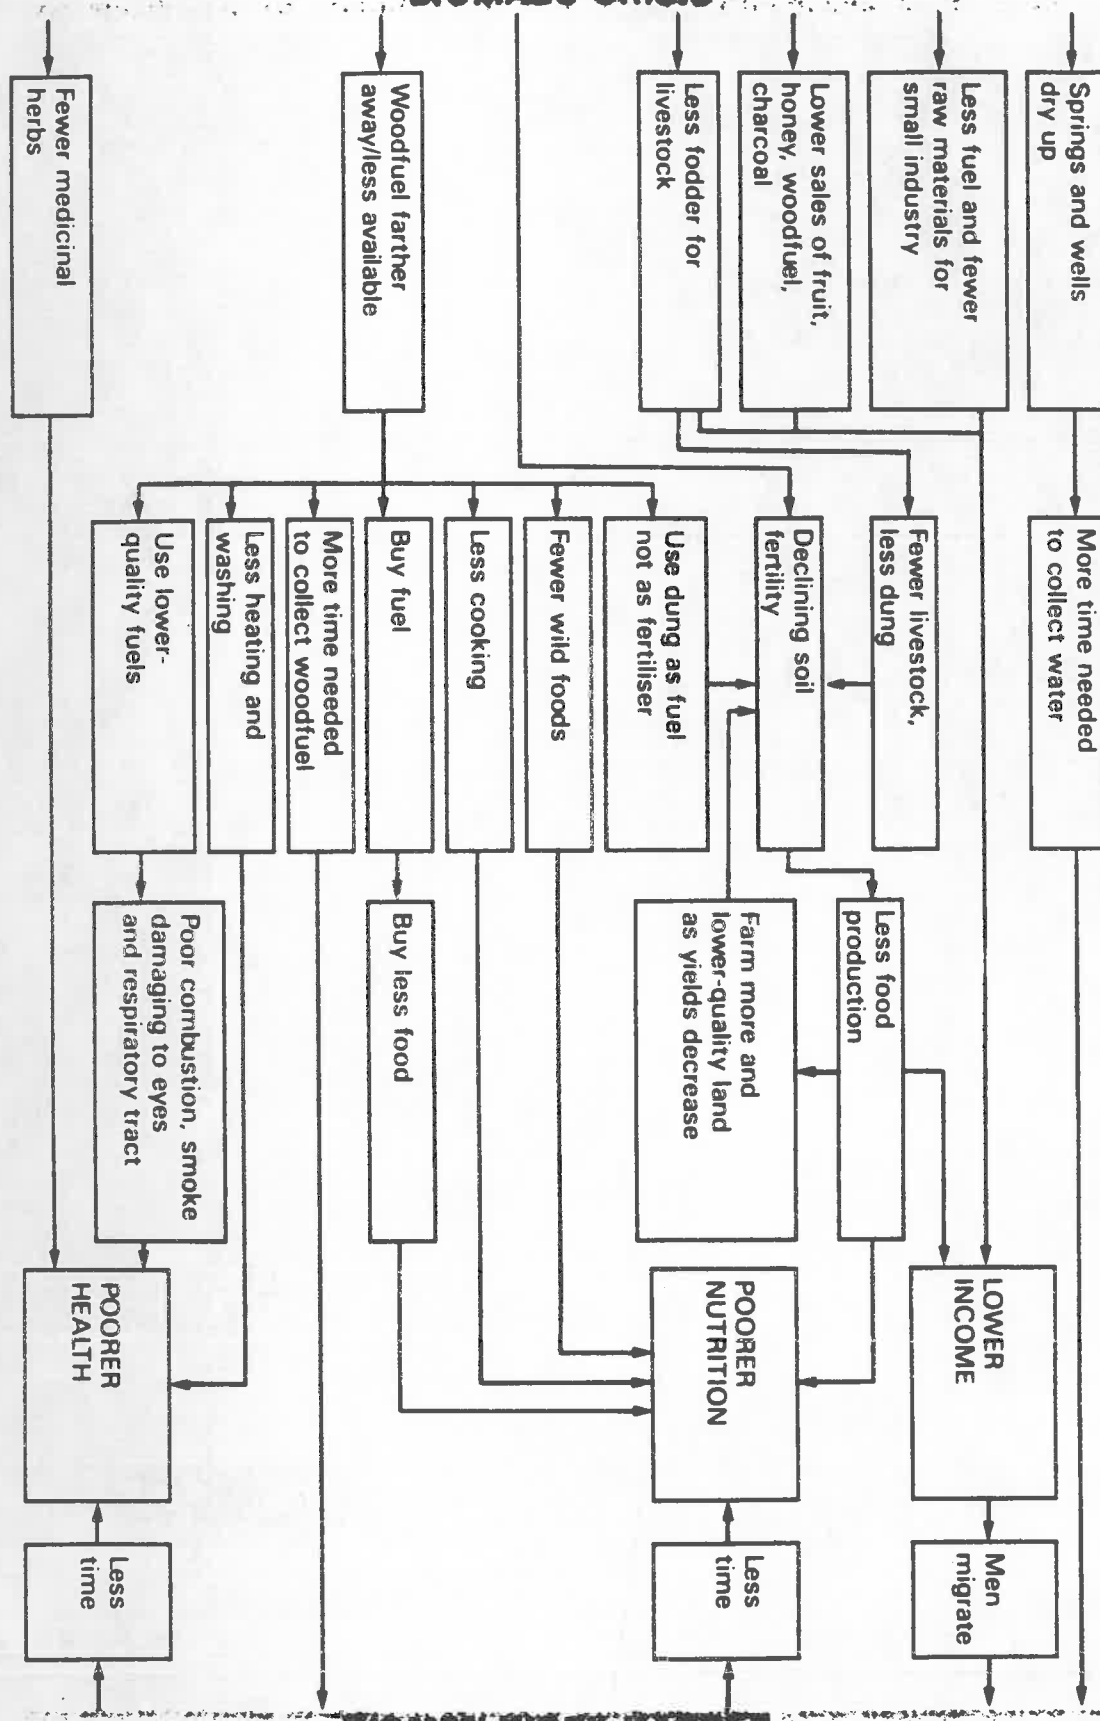 Springs and wells
dry up
Less fuel and fewer
raw materials for
small industry
Lower sales of fruit,
honey, woodfuel,
charcoal
Less fodder for
livestock
Woodfuel farther
away/less available
Fewer medicinal
herbs
More time needed
to collect water
Fewer livestock,
less dung
Declining soil
fertility
Use dung as fuel
not as fertiliser
Fewer wild foods
Less cooking
Buy fuel
More time needed
to collect woodfuel
Less heating and
washing
Use lower-
quality fuels
Less food
production
Farm more and
lower-quality land
as yields decrease
Buy less food
Poor combustion, smoke
damaging to eyes
and respiratory tract
LOWER
INCOME
POORER
NUTRITION
POORER
HEALTH
Men
migrate
Less
time
Less
time